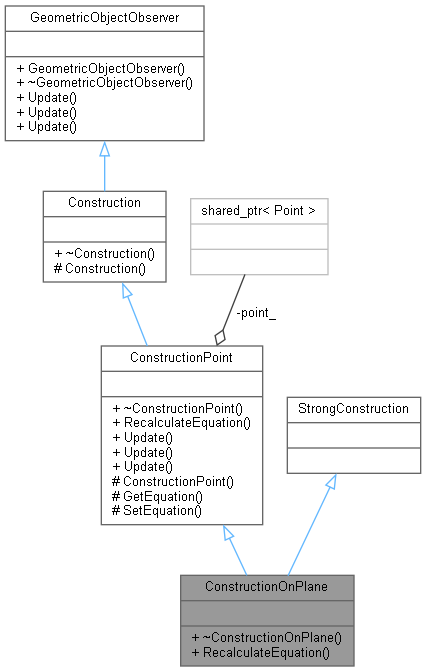 GeometricObjectObserver
+ GeometricObjectObserver()
+ ~GeometricObjectObserver()
+ Update()
+ Update()
+ Update()
Construction
+ ~Construction()
# Construction()
shared_ptr< Point >
-point_
ConstructionPoint
+ ~ConstructionPoint()
+ RecalculateEquation()
+ Update()
+ Update()
+ Update()
# ConstructionPoint()
# GetEquation()
# SetEquation()
StrongConstruction
ConstructionOnPlane
+ ~ConstructionOnPlane()
+ RecalculateEquation()